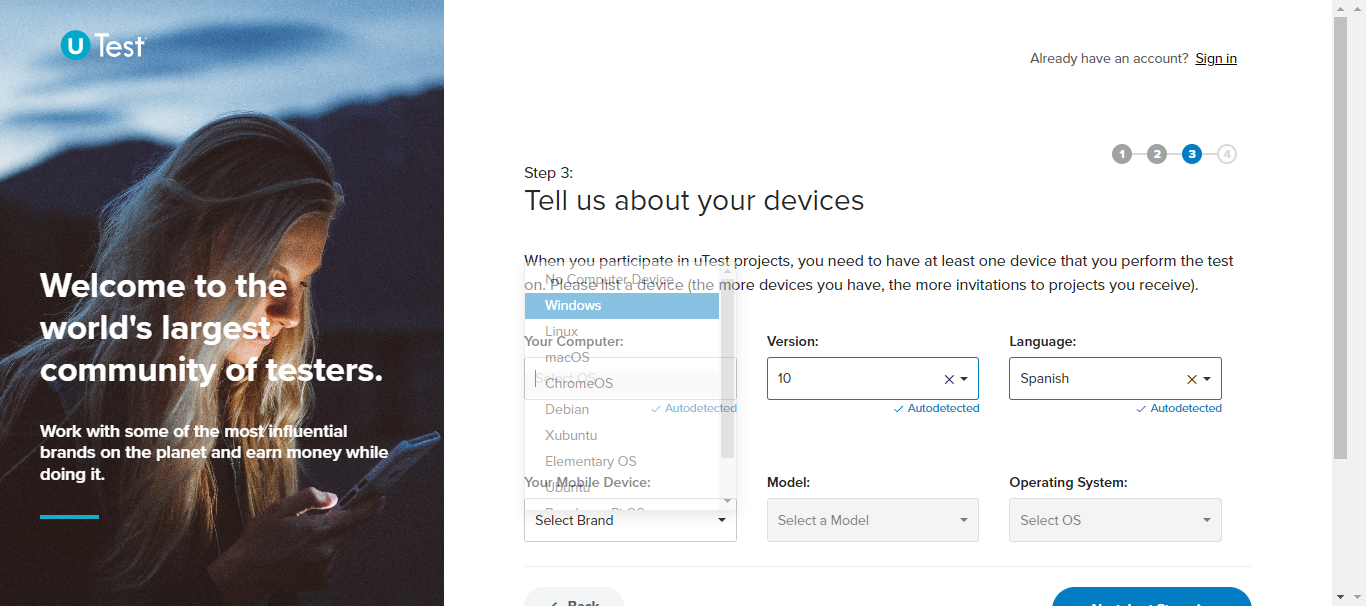 uTest
Welcome to the
world's largest
community of testers.
Work with some of the most influential
brands on the planet and earn money while
doing it.
Already have an account? Sign in
1 2 3 4
Step 3:
Tell us about your devices
When you participate in uTest projects, you need to have at least one device that you perform the test
on. Please list a device (the more devices you have, the more invitations to projects you receive).
No Computer Device
Windows
Linux
macOS
ChromeOS
Debian
Xubuntu
Elementary OS
Ubuntu
Your Computer:
Select OS
Autodetected
Version:
10
Autodetected
Language:
Spanish
Autodetected
Your Mobile Device:
Select Brand
Model:
Select a Model
Operating System:
Select OS
Back